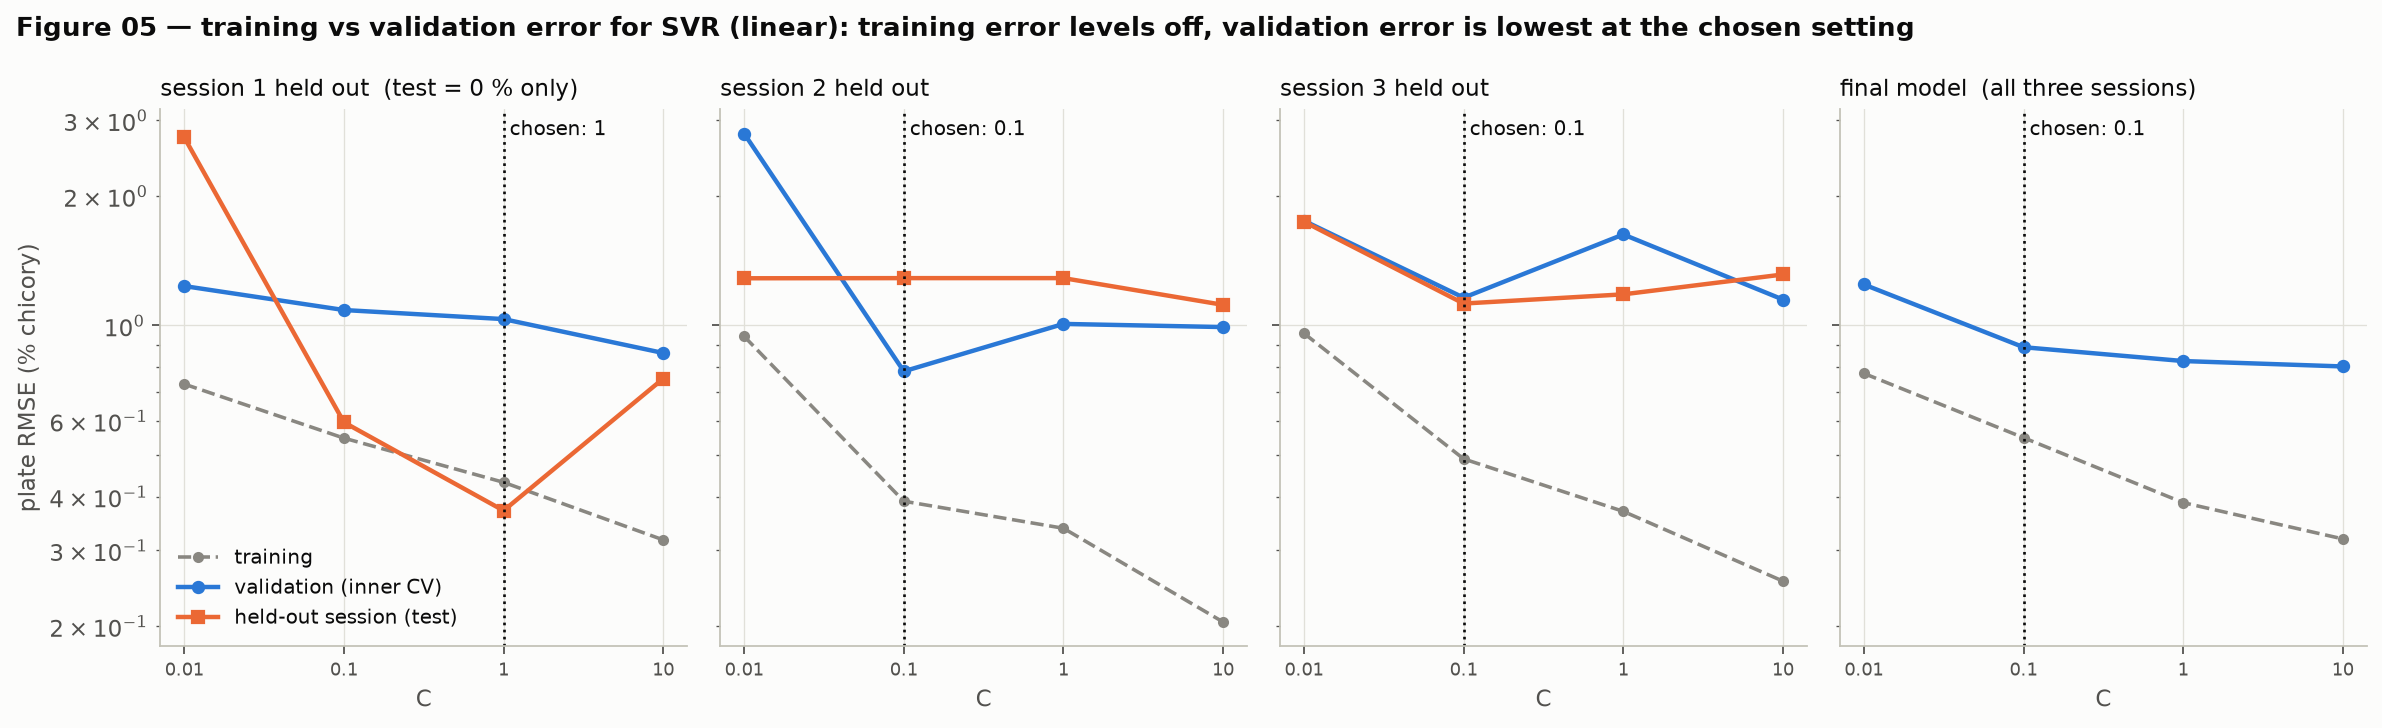 Figure 05 — training vs validation error for SVR (linear): training error levels off, validation error is lowest at the chosen setting
session 1 held out  (test = 0 % only)
session 2 held out
session 3 held out
final model  (all three sessions)
chosen: 1
chosen: 0.1
chosen: 0.1
chosen: 0.1
plate RMSE (% chicory)
3 × 10⁰
2 × 10⁰
10⁰
6 × 10⁻¹
4 × 10⁻¹
3 × 10⁻¹
2 × 10⁻¹
training
validation (inner CV)
held-out session (test)
0.01 0.1 1 10
0.01 0.1 1 10
0.01 0.1 1 10
0.01 0.1 1 10
C
C
C
C